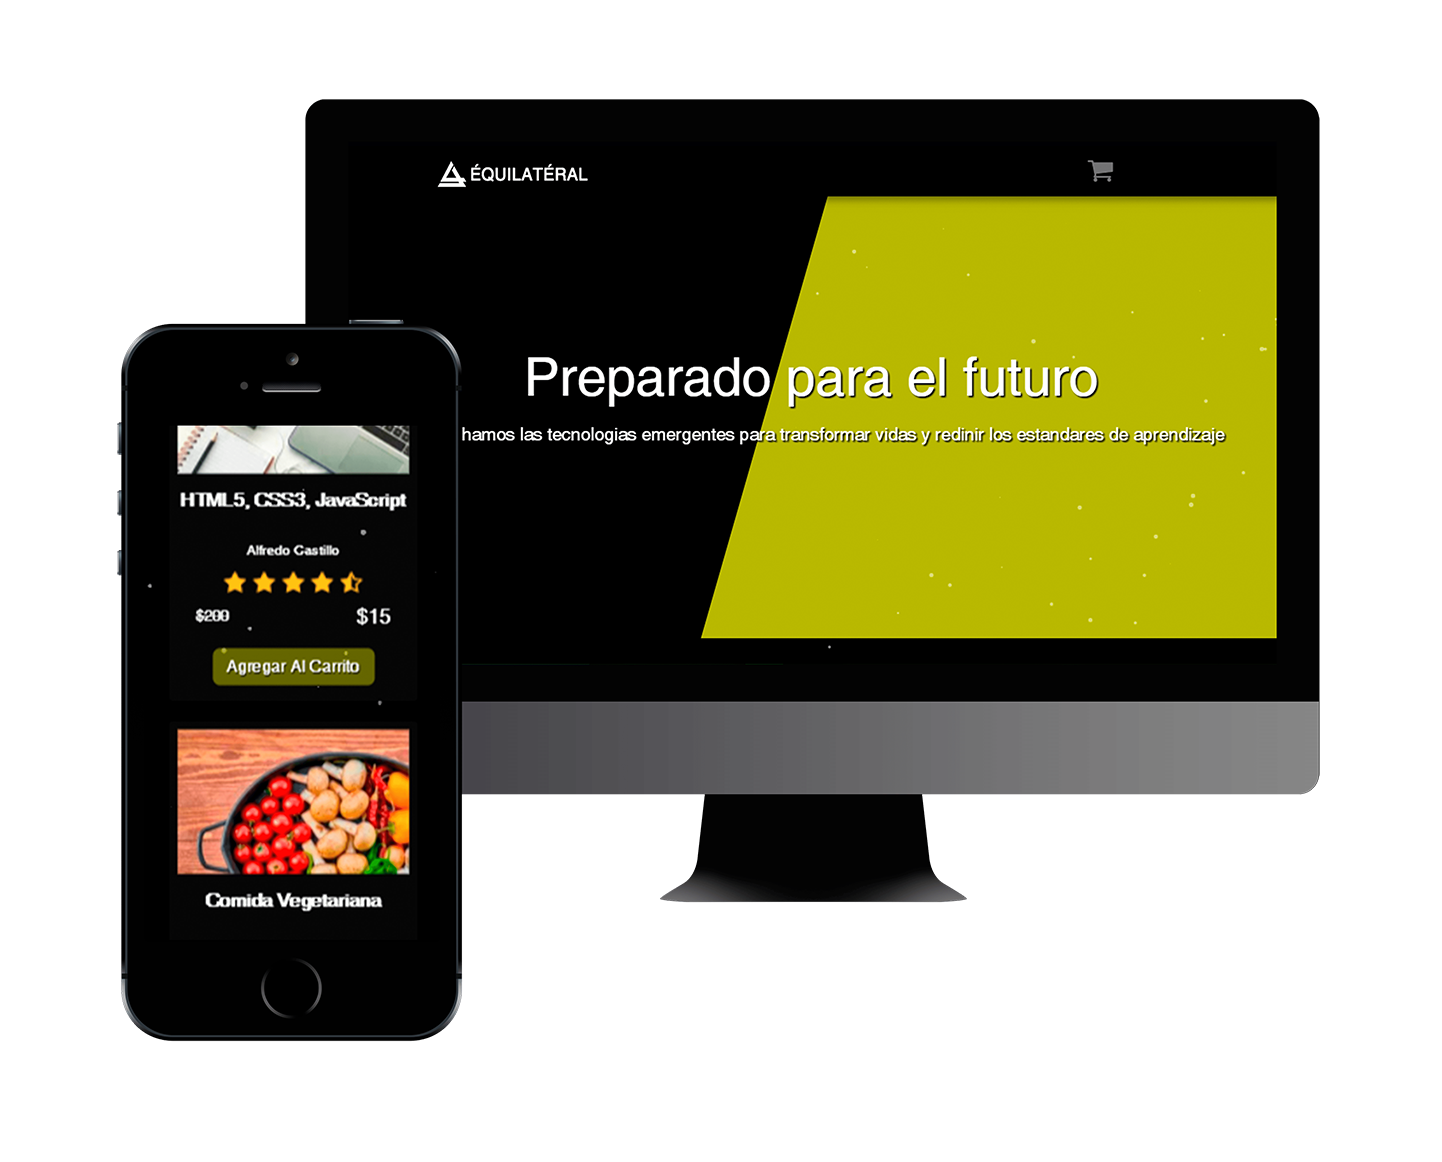 ÉQUILATÉRAL
Preparado para el futuro
hamos las tecnologias emergentes para transformar vidas y redinir los estandares de aprendizaje
HTML5, CSS3, JavaScript
Alfredo Castillo
$200 $15
Agregar Al Carrito
Comida Vegetariana